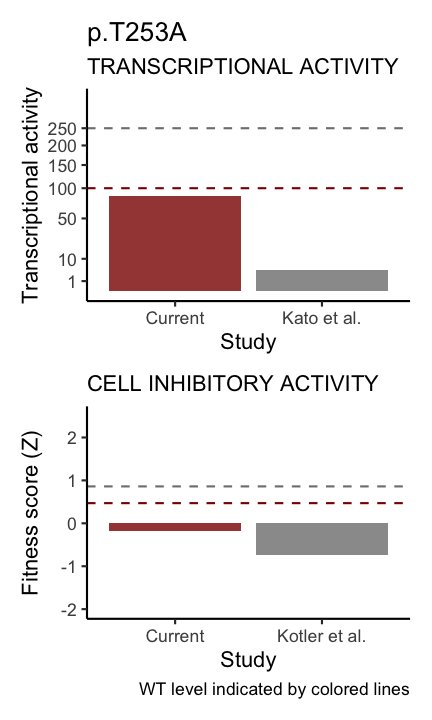 p.T253A
TRANSCRIPTIONAL ACTIVITY
Transcriptional activity
250
200
150
100
50
10
1
Current
Kato et al.
Study
CELL INHIBITORY ACTIVITY
Fitness score (Z)
2
1
0
-1
-2
Current
Kotler et al.
Study
WT level indicated by colored lines